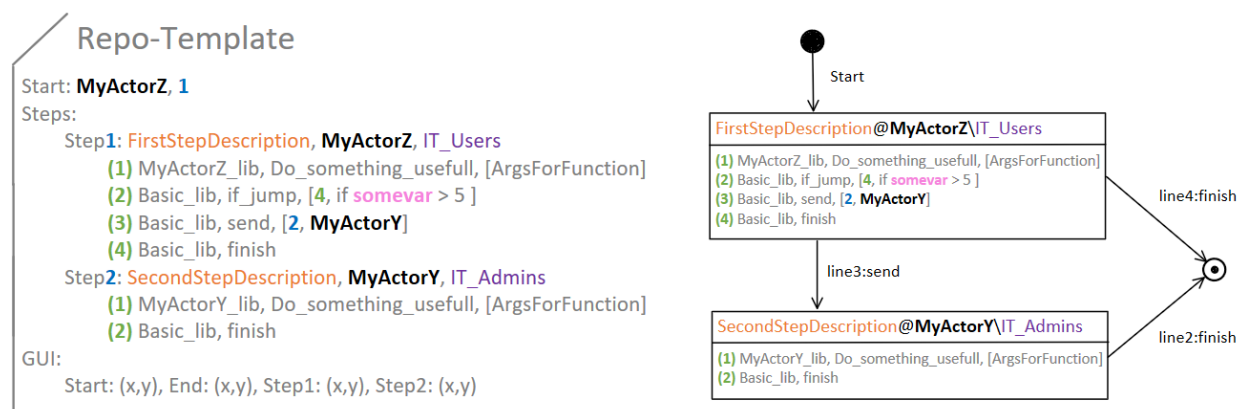 Repo-Template
Start: MyActorZ, 1
Steps:
Step1: FirstStepDescription, MyActorZ, IT_Users
(1) MyActorZ_lib, Do_something_usefull, [ArgsForFunction]
(2) Basic_lib, if_jump, [4, if somevar > 5 ]
(3) Basic_lib, send, [2, MyActorY]
(4) Basic_lib, finish
Step2: SecondStepDescription, MyActorY, IT_Admins
(1) MyActorY_lib, Do_something_usefull, [ArgsForFunction]
(2) Basic_lib, finish
GUI:
Start: (x,y), End: (x,y), Step1: (x,y), Step2: (x,y)
Start
FirstStepDescription@MyActorZ\IT_Users
(1) MyActorZ_lib, Do_something_usefull, [ArgsForFunction]
(2) Basic_lib, if_jump, [4, if somevar > 5 ]
(3) Basic_lib, send, [2, MyActorY]
(4) Basic_lib, finish
line4:finish
line3:send
SecondStepDescription@MyActorY\IT_Admins
(1) MyActorY_lib, Do_something_usefull, [ArgsForFunction]
(2) Basic_lib, finish
line2:finish